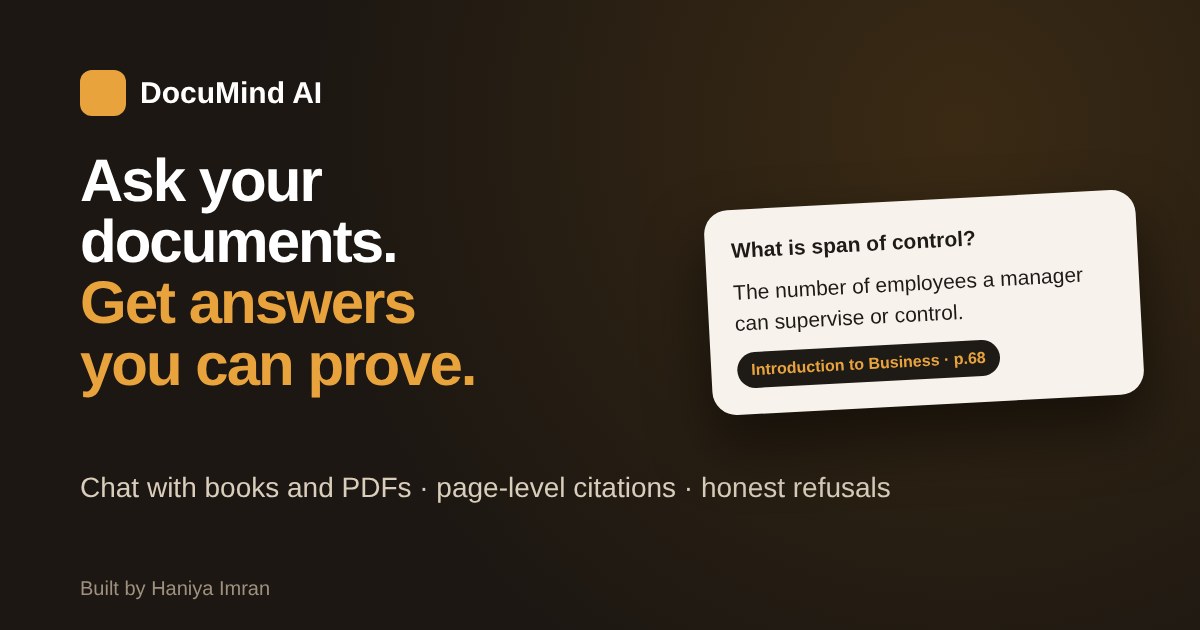 DocuMind AI
Ask your
documents.
Get answers
you can prove.
What is span of control?
The number of employees a manager
can supervise or control.
Introduction to Business · p.68
Chat with books and PDFs · page-level citations · honest refusals
Built by Haniya Imran